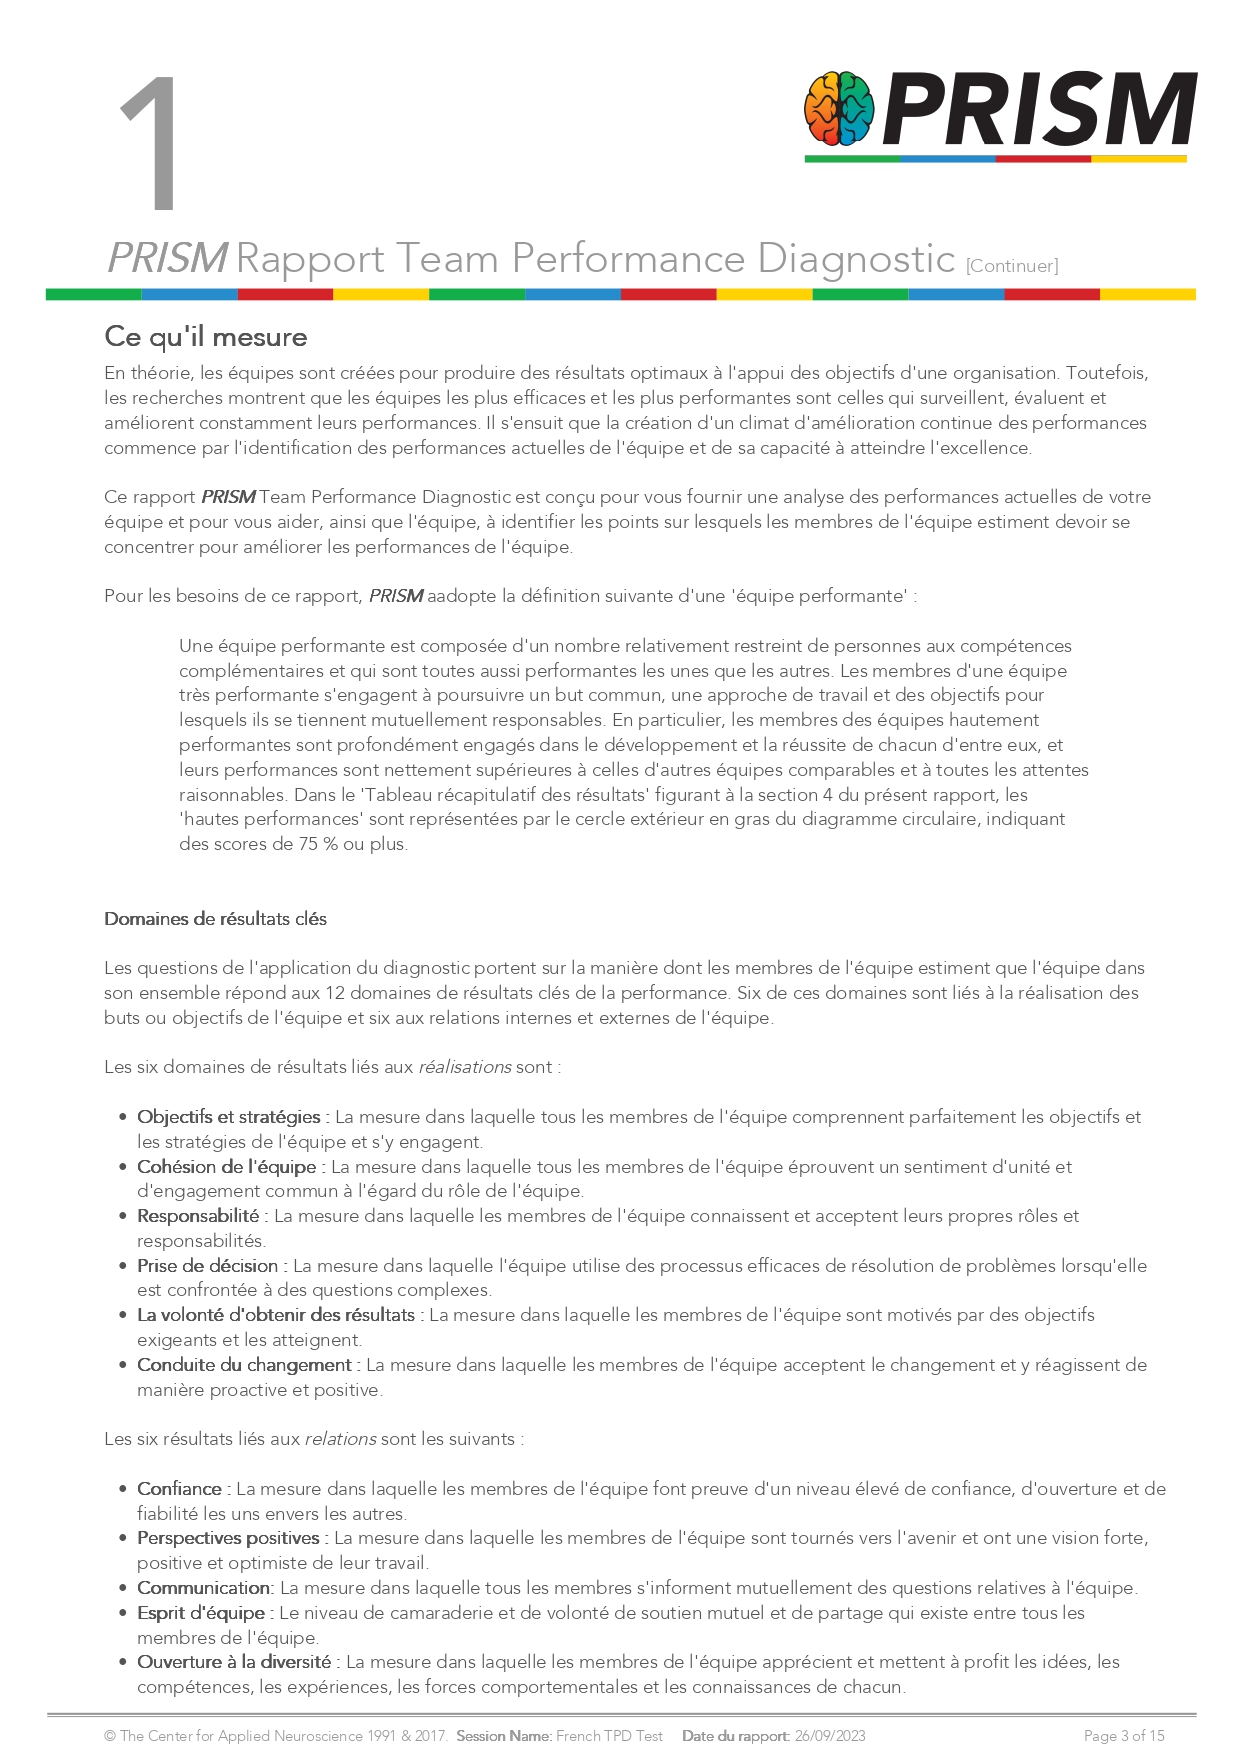 1
PRISM
PRISM Rapport Team Performance Diagnostic [Continuer]
Ce qu'il mesure
En théorie, les équipes sont créées pour produire des résultats optimaux à l'appui des objectifs d'une organisation. Toutefois,
les recherches montrent que les équipes les plus efficaces et les plus performantes sont celles qui surveillent, évaluent et
améliorent constamment leurs performances. Il s'ensuit que la création d'un climat d'amélioration continue des performances
commence par l'identification des performances actuelles de l'équipe et de sa capacité à atteindre l'excellence.
Ce rapport PRISM Team Performance Diagnostic est conçu pour vous fournir une analyse des performances actuelles de votre
équipe et pour vous aider, ainsi que l'équipe, à identifier les points sur lesquels les membres de l'équipe estiment devoir se
concentrer pour améliorer les performances de l'équipe.
Pour les besoins de ce rapport, PRISM aadopte la définition suivante d'une 'équipe performante' :
Une équipe performante est composée d'un nombre relativement restreint de personnes aux compétences
complémentaires et qui sont toutes aussi performantes les unes que les autres. Les membres d'une équipe
très performante s'engagent à poursuivre un but commun, une approche de travail et des objectifs pour
lesquels ils se tiennent mutuellement responsables. En particulier, les membres des équipes hautement
performantes sont profondément engagés dans le développement et la réussite de chacun d'entre eux, et
leurs performances sont nettement supérieures à celles d'autres équipes comparables et à toutes les attentes
raisonnables. Dans le 'Tableau récapitulatif des résultats' figurant à la section 4 du présent rapport, les
'hautes performances' sont représentées par le cercle extérieur en gras du diagramme circulaire, indiquant
des scores de 75 % ou plus.
Domaines de résultats clés
Les questions de l'application du diagnostic portent sur la manière dont les membres de l'équipe estiment que l'équipe dans
son ensemble répond aux 12 domaines de résultats clés de la performance. Six de ces domaines sont liés à la réalisation des
buts ou objectifs de l'équipe et six aux relations internes et externes de l'équipe.
Les six domaines de résultats liés aux réalisations sont :
• Objectifs et stratégies : La mesure dans laquelle tous les membres de l'équipe comprennent parfaitement les objectifs et
les stratégies de l'équipe et s'y engagent.
• Cohésion de l'équipe : La mesure dans laquelle tous les membres de l'équipe éprouvent un sentiment d'unité et
d'engagement commun à l'égard du rôle de l'équipe.
• Responsabilité : La mesure dans laquelle les membres de l'équipe connaissent et acceptent leurs propres rôles et
responsabilités.
• Prise de décision : La mesure dans laquelle l'équipe utilise des processus efficaces de résolution de problèmes lorsqu'elle
est confrontée à des questions complexes.
• La volonté d'obtenir des résultats : La mesure dans laquelle les membres de l'équipe sont motivés par des objectifs
exigeants et les atteignent.
• Conduite du changement : La mesure dans laquelle les membres de l'équipe acceptent le changement et y réagissent de
manière proactive et positive.
Les six résultats liés aux relations sont les suivants :
• Confiance : La mesure dans laquelle les membres de l'équipe font preuve d'un niveau élevé de confiance, d'ouverture et de
fiabilité les uns envers les autres.
• Perspectives positives : La mesure dans laquelle les membres de l'équipe sont tournés vers l'avenir et ont une vision forte,
positive et optimiste de leur travail.
• Communication: La mesure dans laquelle tous les membres s'informent mutuellement des questions relatives à l'équipe.
• Esprit d'équipe : Le niveau de camaraderie et de volonté de soutien mutuel et de partage qui existe entre tous les
membres de l'équipe.
• Ouverture à la diversité : La mesure dans laquelle les membres de l'équipe apprécient et mettent à profit les idées, les
compétences, les expériences, les forces comportementales et les connaissances de chacun.
© The Center for Applied Neuroscience 1991 & 2017. Session Name: French TPD Test Date du rapport: 26/09/2023 Page 3 of 15